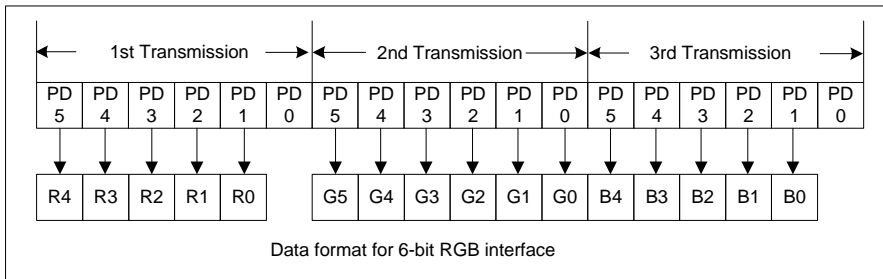 1st Transmission 2nd Transmission 3rd Transmission
PD PD PD PD PD PD PD PD PD PD PD PD PD PD PD PD PD PD
5 4 3 2 1 0 5 4 3 2 1 0 5 4 3 2 1 0
R4 R3 R2 R1 R0 G5 G4 G3 G2 G1 G0 B4 B3 B2 B1 B0
Data format for 6-bit RGB interface